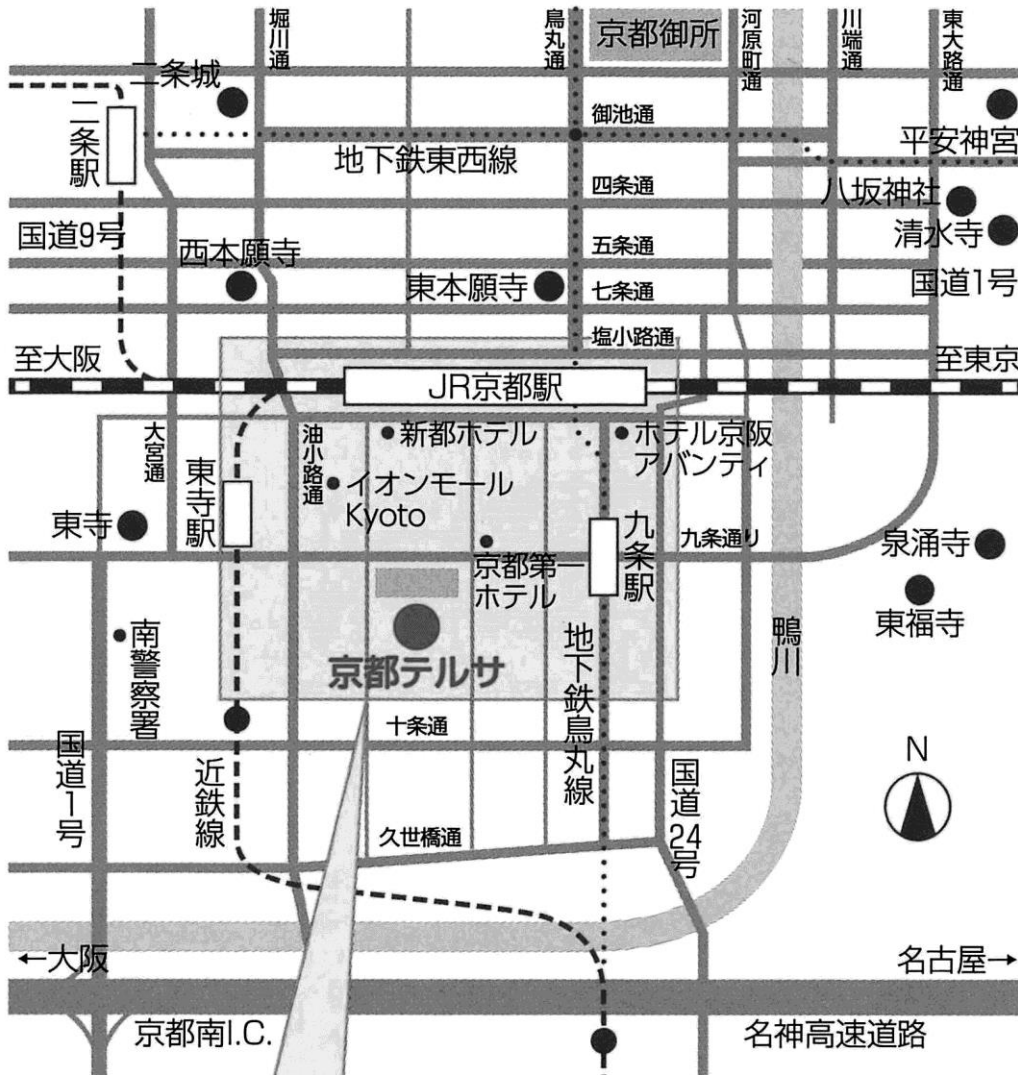 堀川通
烏丸通
京都御所
河原町通
川端通
東大路通
二条城
二条駅
御池通
平安神宮
地下鉄東西線
四条通
八坂神社
国道9号
清水寺
西本願寺
五条通
東本願寺
七条通
国道1号
塩小路通
至大阪
JR京都駅
至東京
大宮通
油小路通
新都ホテル
ホテル京阪
アバンティ
東寺駅
イオンモール
Kyoto
東寺
九条駅
九条通り
泉涌寺
京都第一
ホテル
東福寺
南警察署
京都テルサ
地下鉄烏丸線
鴨川
十条通
国道1号
近鉄線
国道24号
N
久世橋通
←大阪
名古屋→
京都南I.C.
名神高速道路